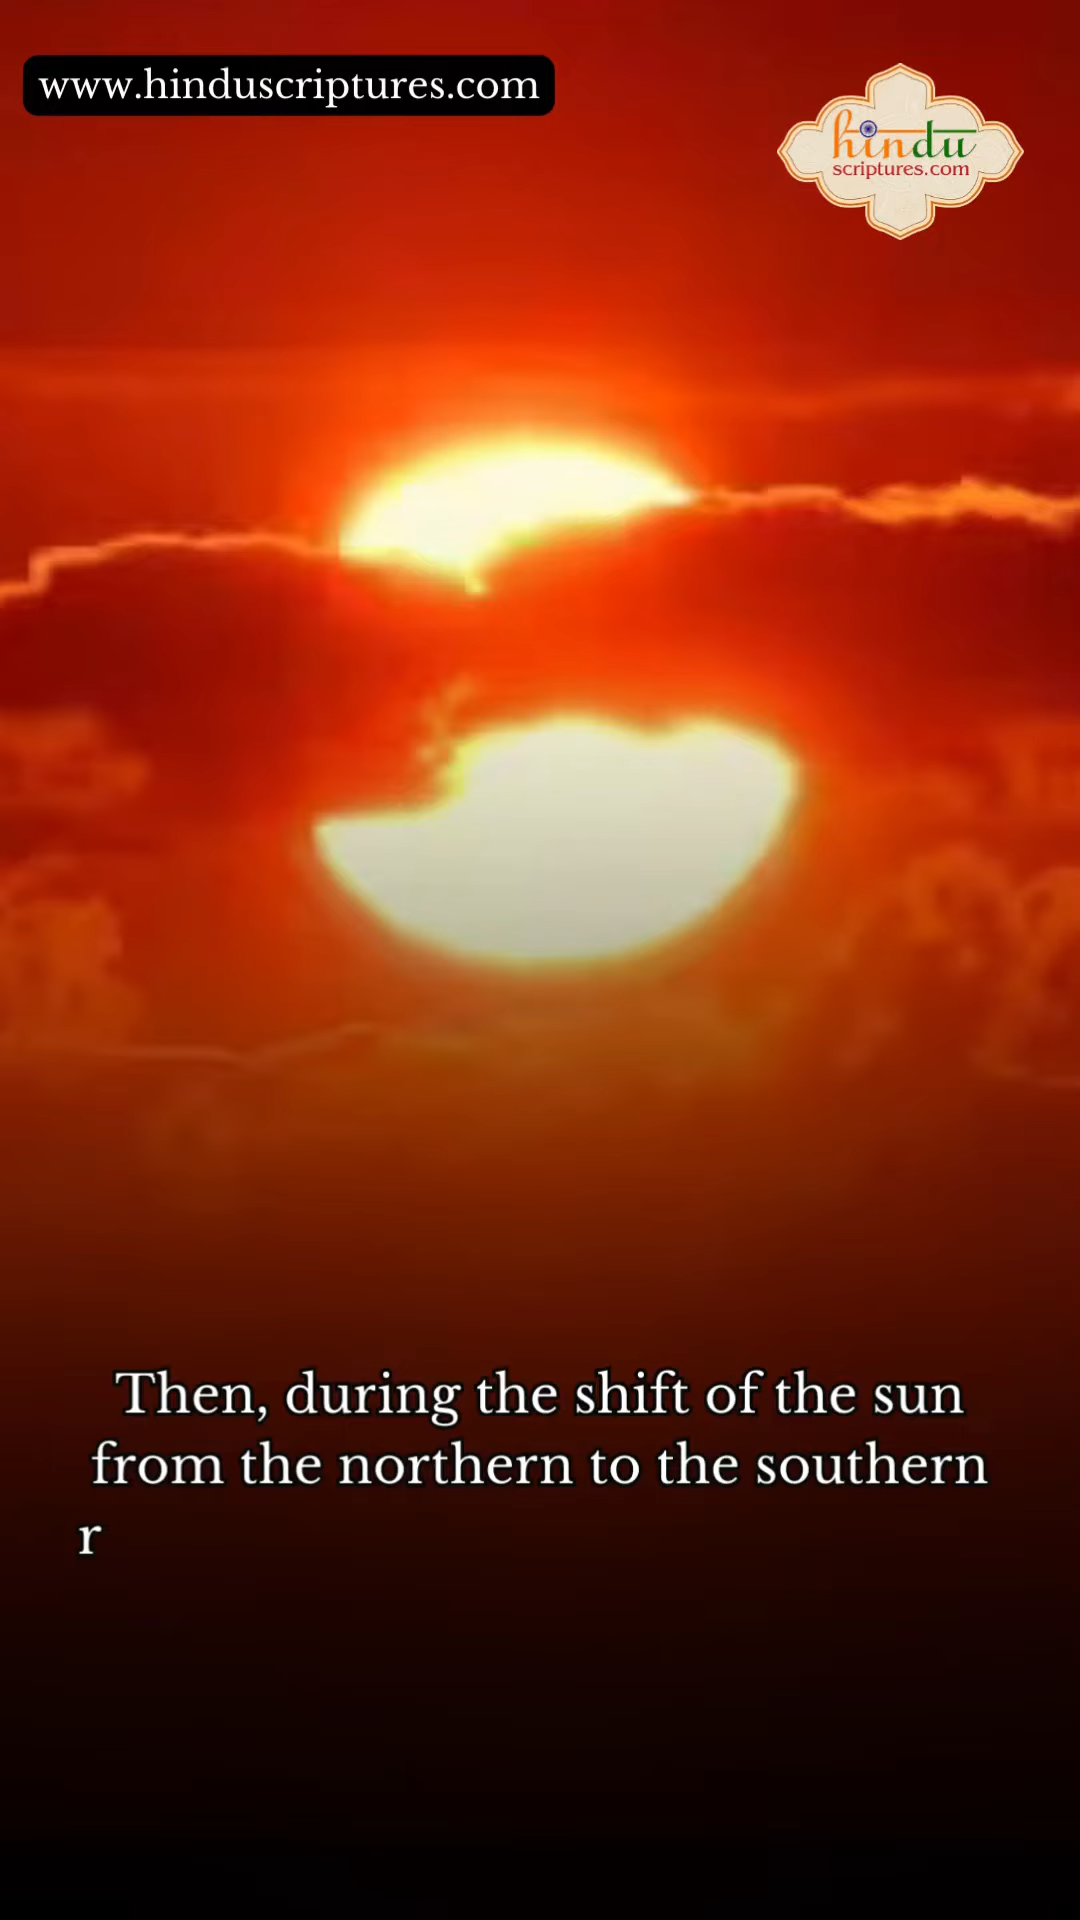 www.hinduscriptures.com
hindu
scriptures.com
Then, during the shift of the sun
from the northern to the southern
r